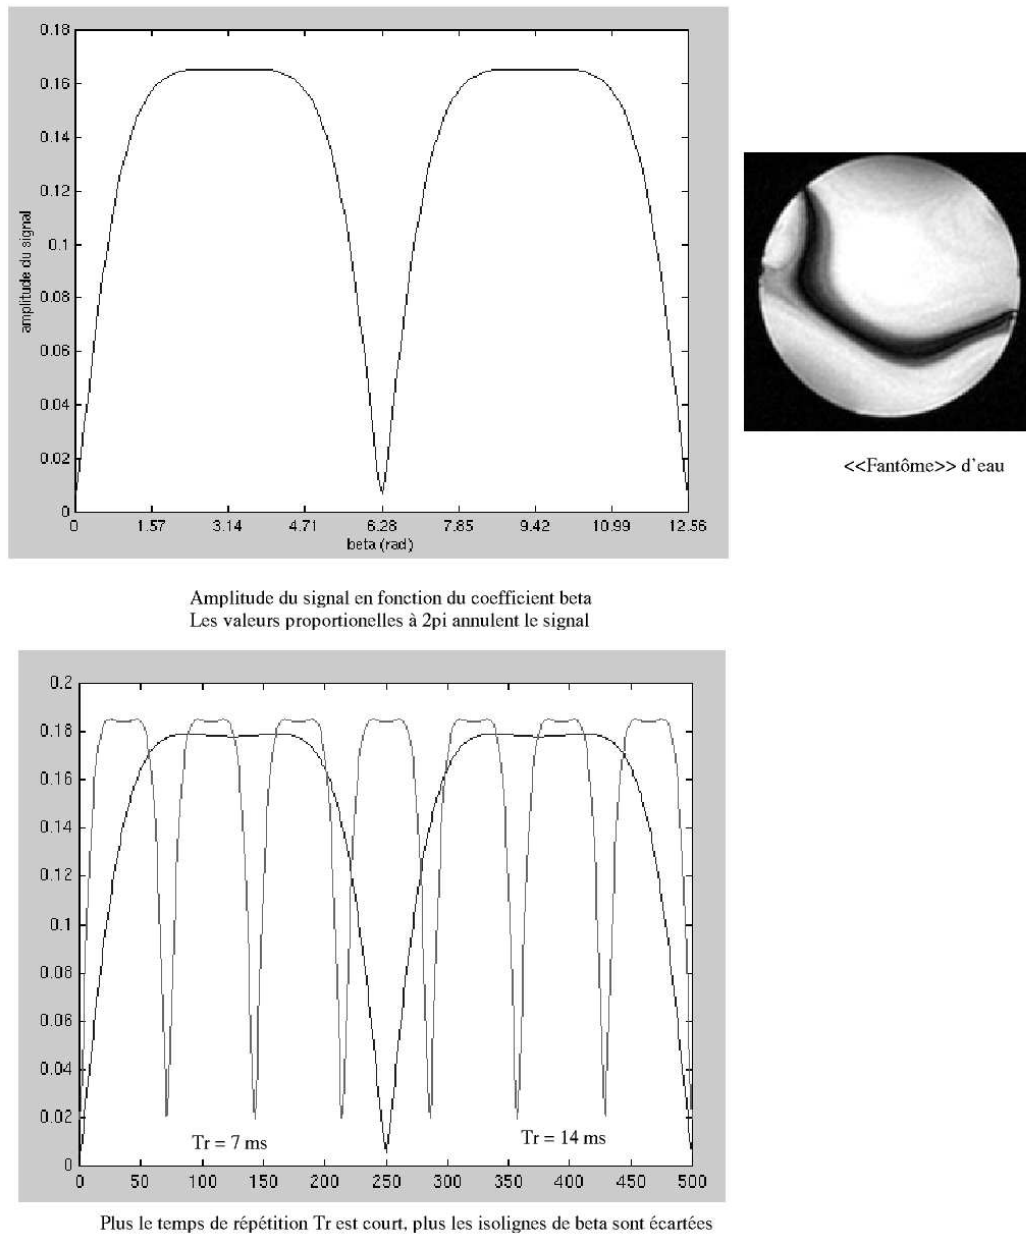 0.18
0.16
0.14
0.12
0.1
0.08
0.06
0.04
0.02
0
amplitude du signal
0 1.57 3.14 4.71 6.28 7.85 9.42 10.99 12.56
beta (rad)
<<Fantôme>> d'eau
Amplitude du signal en fonction du coefficient beta
Les valeurs proportionelles à 2pi annulent le signal
0.2
0.18
0.16
0.14
0.12
0.1
0.08
0.06
0.04
0.02
0
Tr = 7 ms
Tr = 14 ms
0 50 100 150 200 250 300 350 400 450 500
Plus le temps de répétition Tr est court, plus les isolignes de beta sont écartées